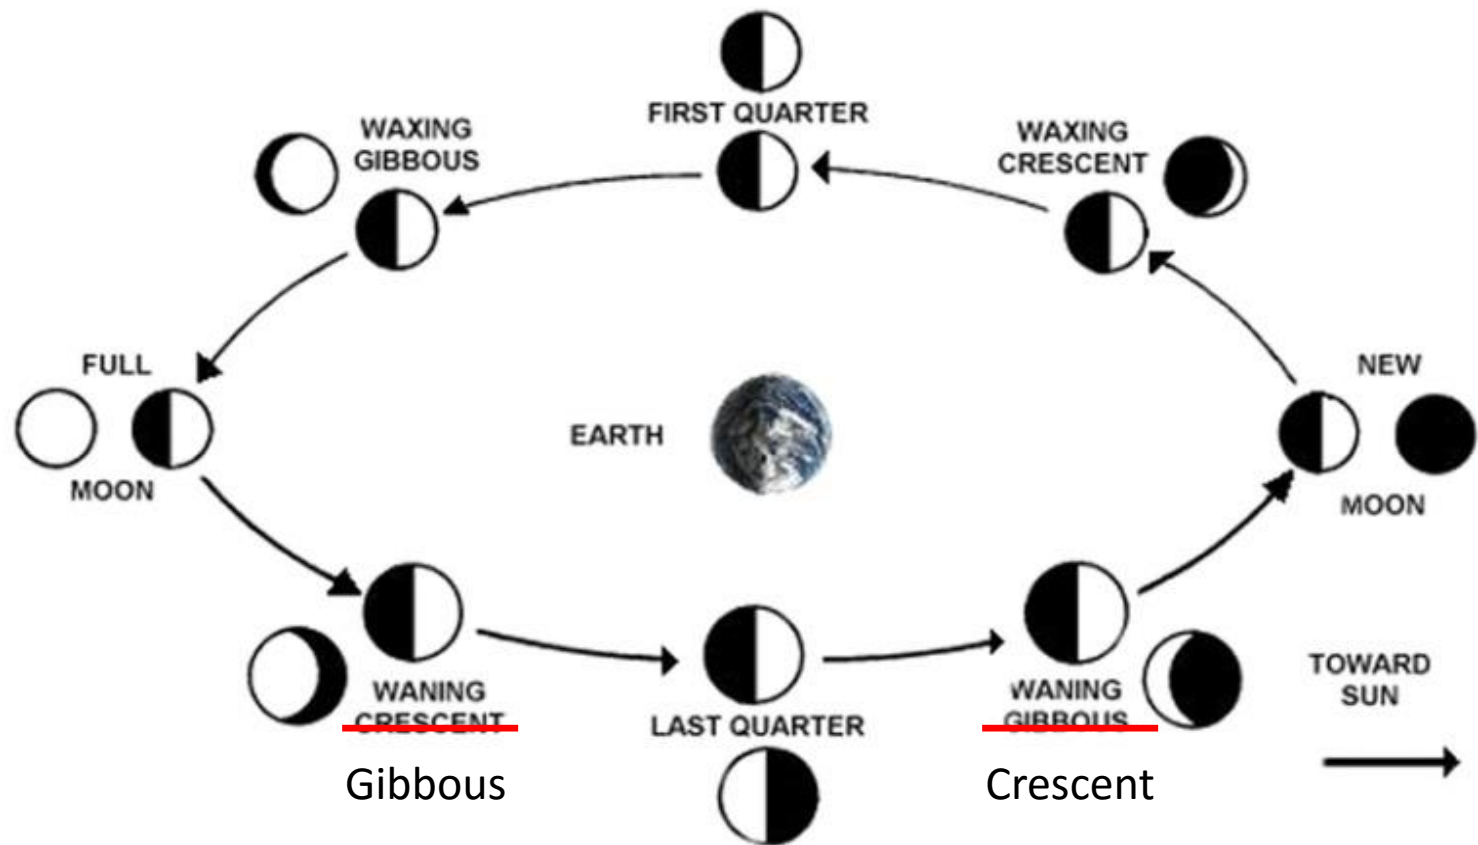 FIRST QUARTER
WAXING
GIBBOUS
WAXING
CRESCENT
FULL
MOON
EARTH
NEW
MOON
WANING
CRESCENT
Gibbous
LAST QUARTER
WANING
GIBBOUS
Crescent
TOWARD
SUN